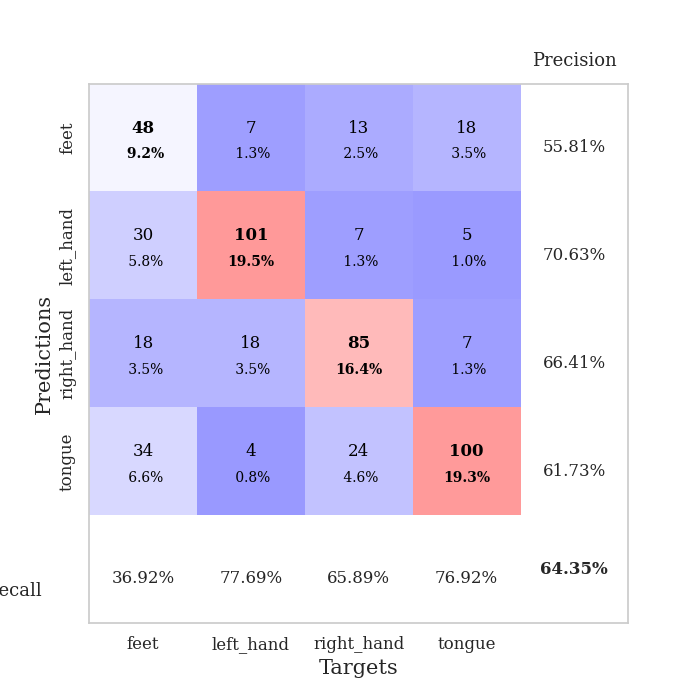 Precision
feet
48 7 13 18
9.2% 1.3% 2.5% 3.5%
55.81%
left_hand
30 101 7 5
5.8% 19.5% 1.3% 1.0%
70.63%
Predictions
right_hand
18 18 85 7
3.5% 3.5% 16.4% 1.3%
66.41%
tongue
34 4 24 100
6.6% 0.8% 4.6% 19.3%
61.73%
ecall
36.92% 77.69% 65.89% 76.92% 64.35%
feet left_hand right_hand tongue
Targets